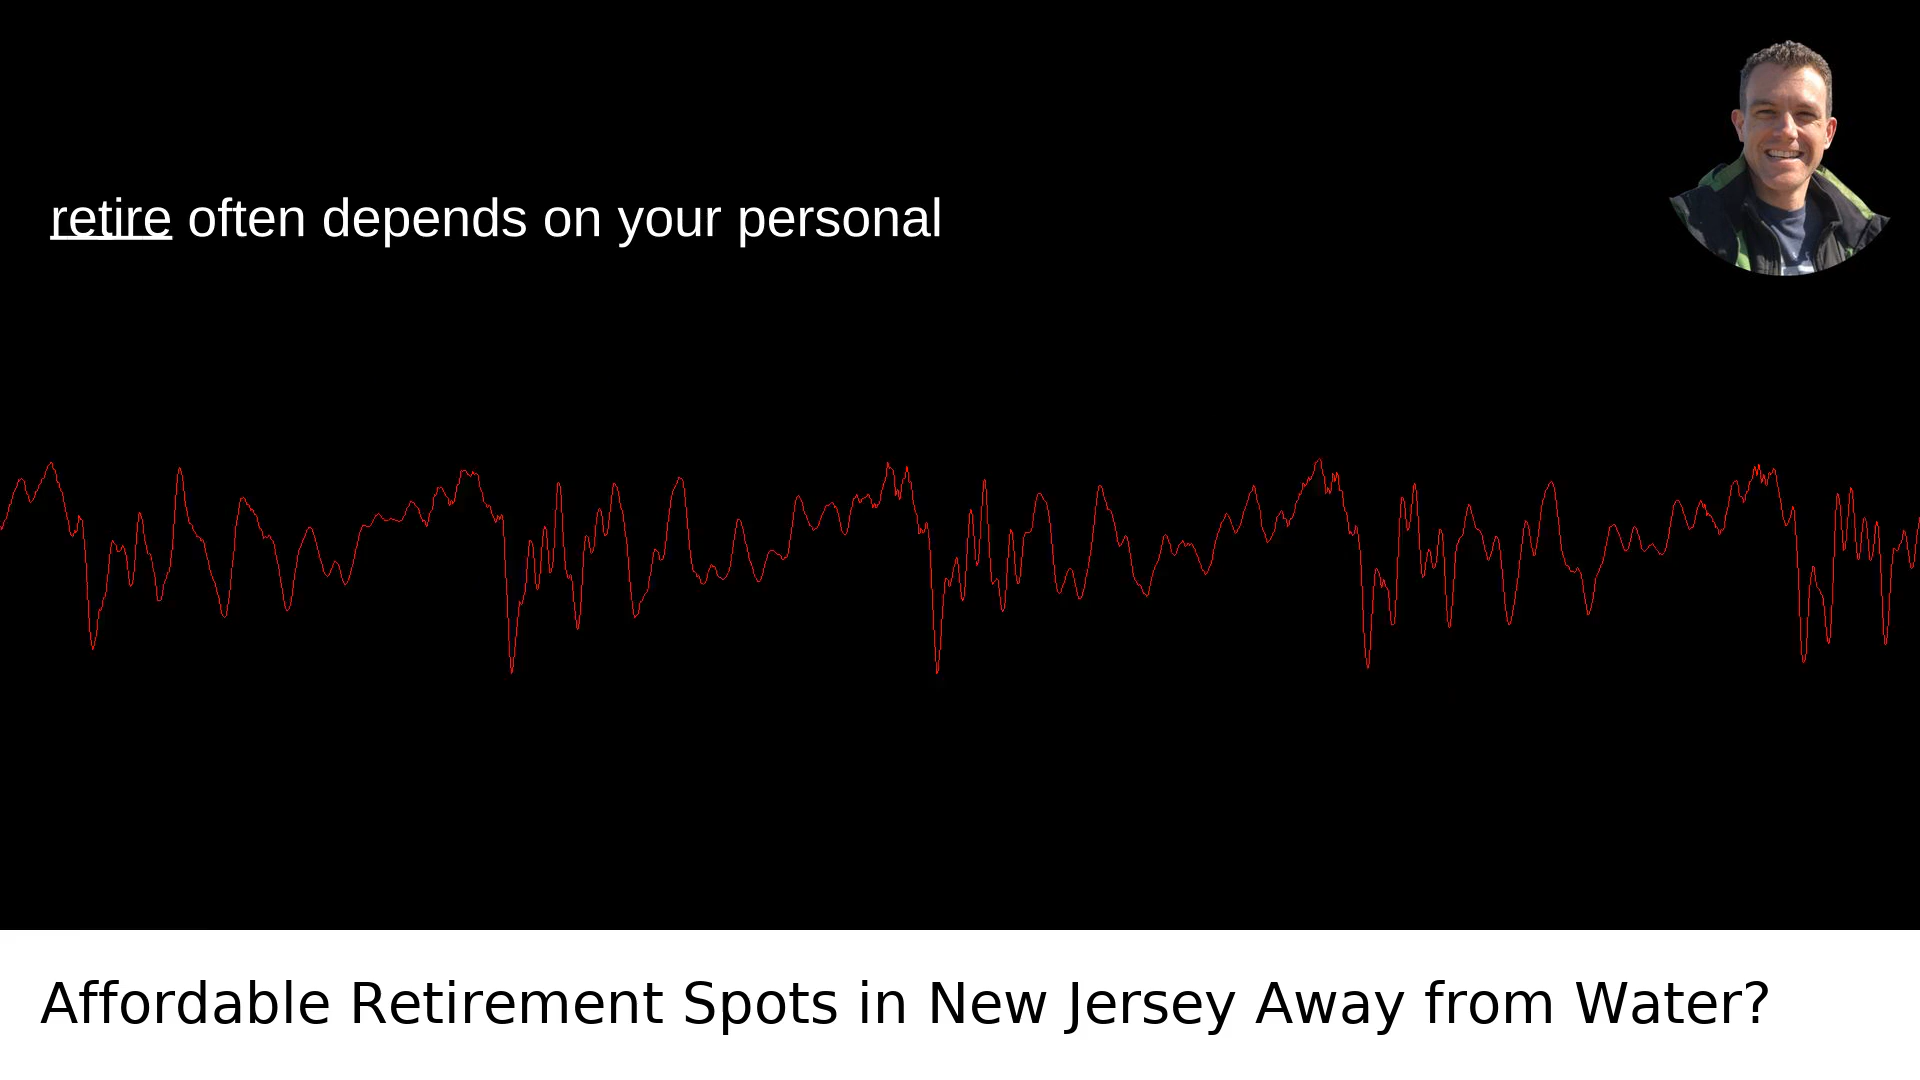 retire often depends on your personal
Affordable Retirement Spots in New Jersey Away from Water?